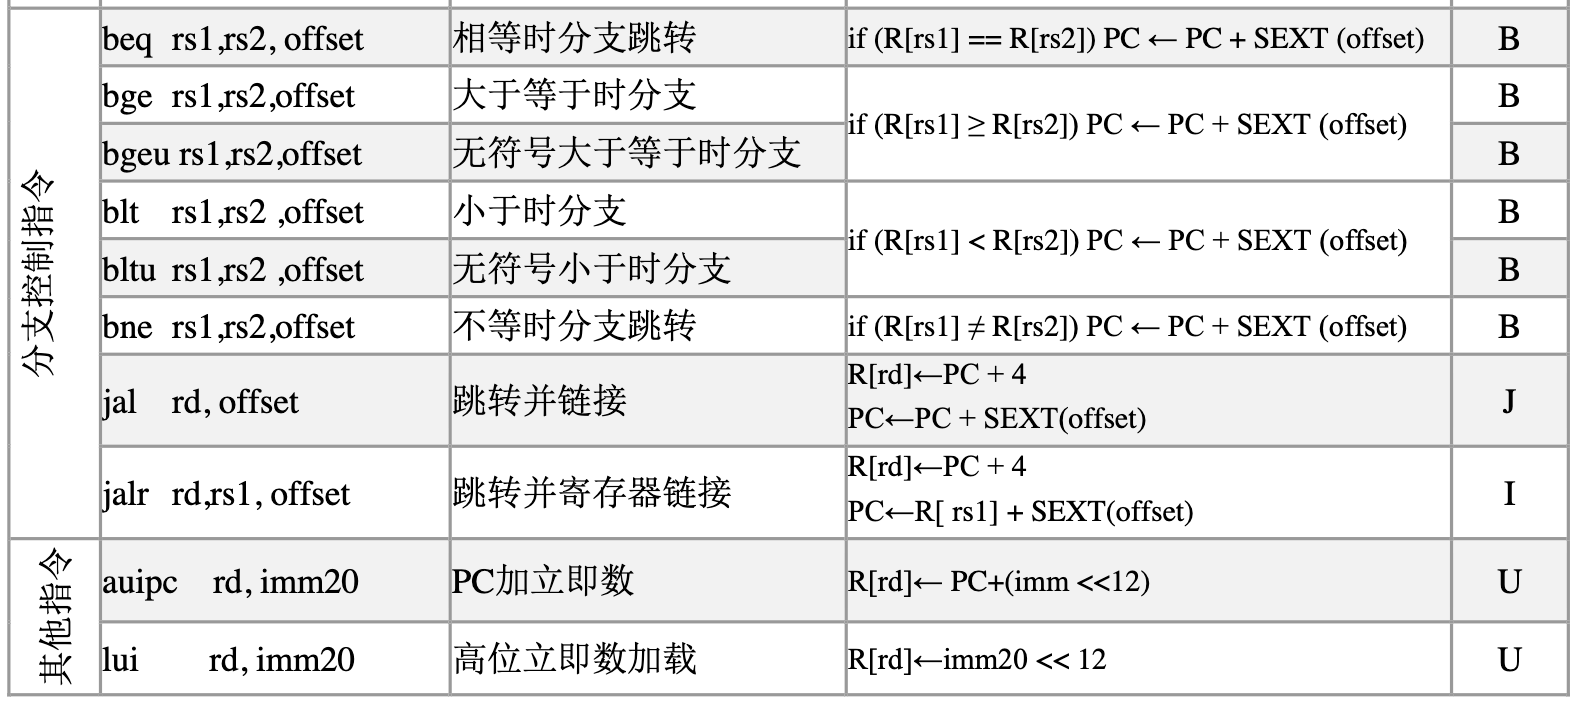 分支控制指令
beq rs1,rs2, offset 相等时分支跳转 if (R[rs1] == R[rs2]) PC ← PC + SEXT (offset) B
bge rs1,rs2,offset 大于等于时分支 if (R[rs1] ≥ R[rs2]) PC ← PC + SEXT (offset) B
bgeu rs1,rs2,offset 无符号大于等于时分支 B
blt rs1,rs2 ,offset 小于时分支 if (R[rs1] < R[rs2]) PC ← PC + SEXT (offset) B
bltu rs1,rs2 ,offset 无符号小于时分支 B
bne rs1,rs2,offset 不等时分支跳转 if (R[rs1] ≠ R[rs2]) PC ← PC + SEXT (offset) B
jal rd, offset 跳转并链接 R[rd]←PC + 4
PC←PC + SEXT(offset) J
jalr rd,rs1, offset 跳转并寄存器链接 R[rd]←PC + 4
PC←R[ rs1] + SEXT(offset) I
其他指令
auipc rd, imm20 PC加立即数 R[rd]← PC+(imm <<12) U
lui rd, imm20 高位立即数加载 R[rd]←imm20 << 12 U